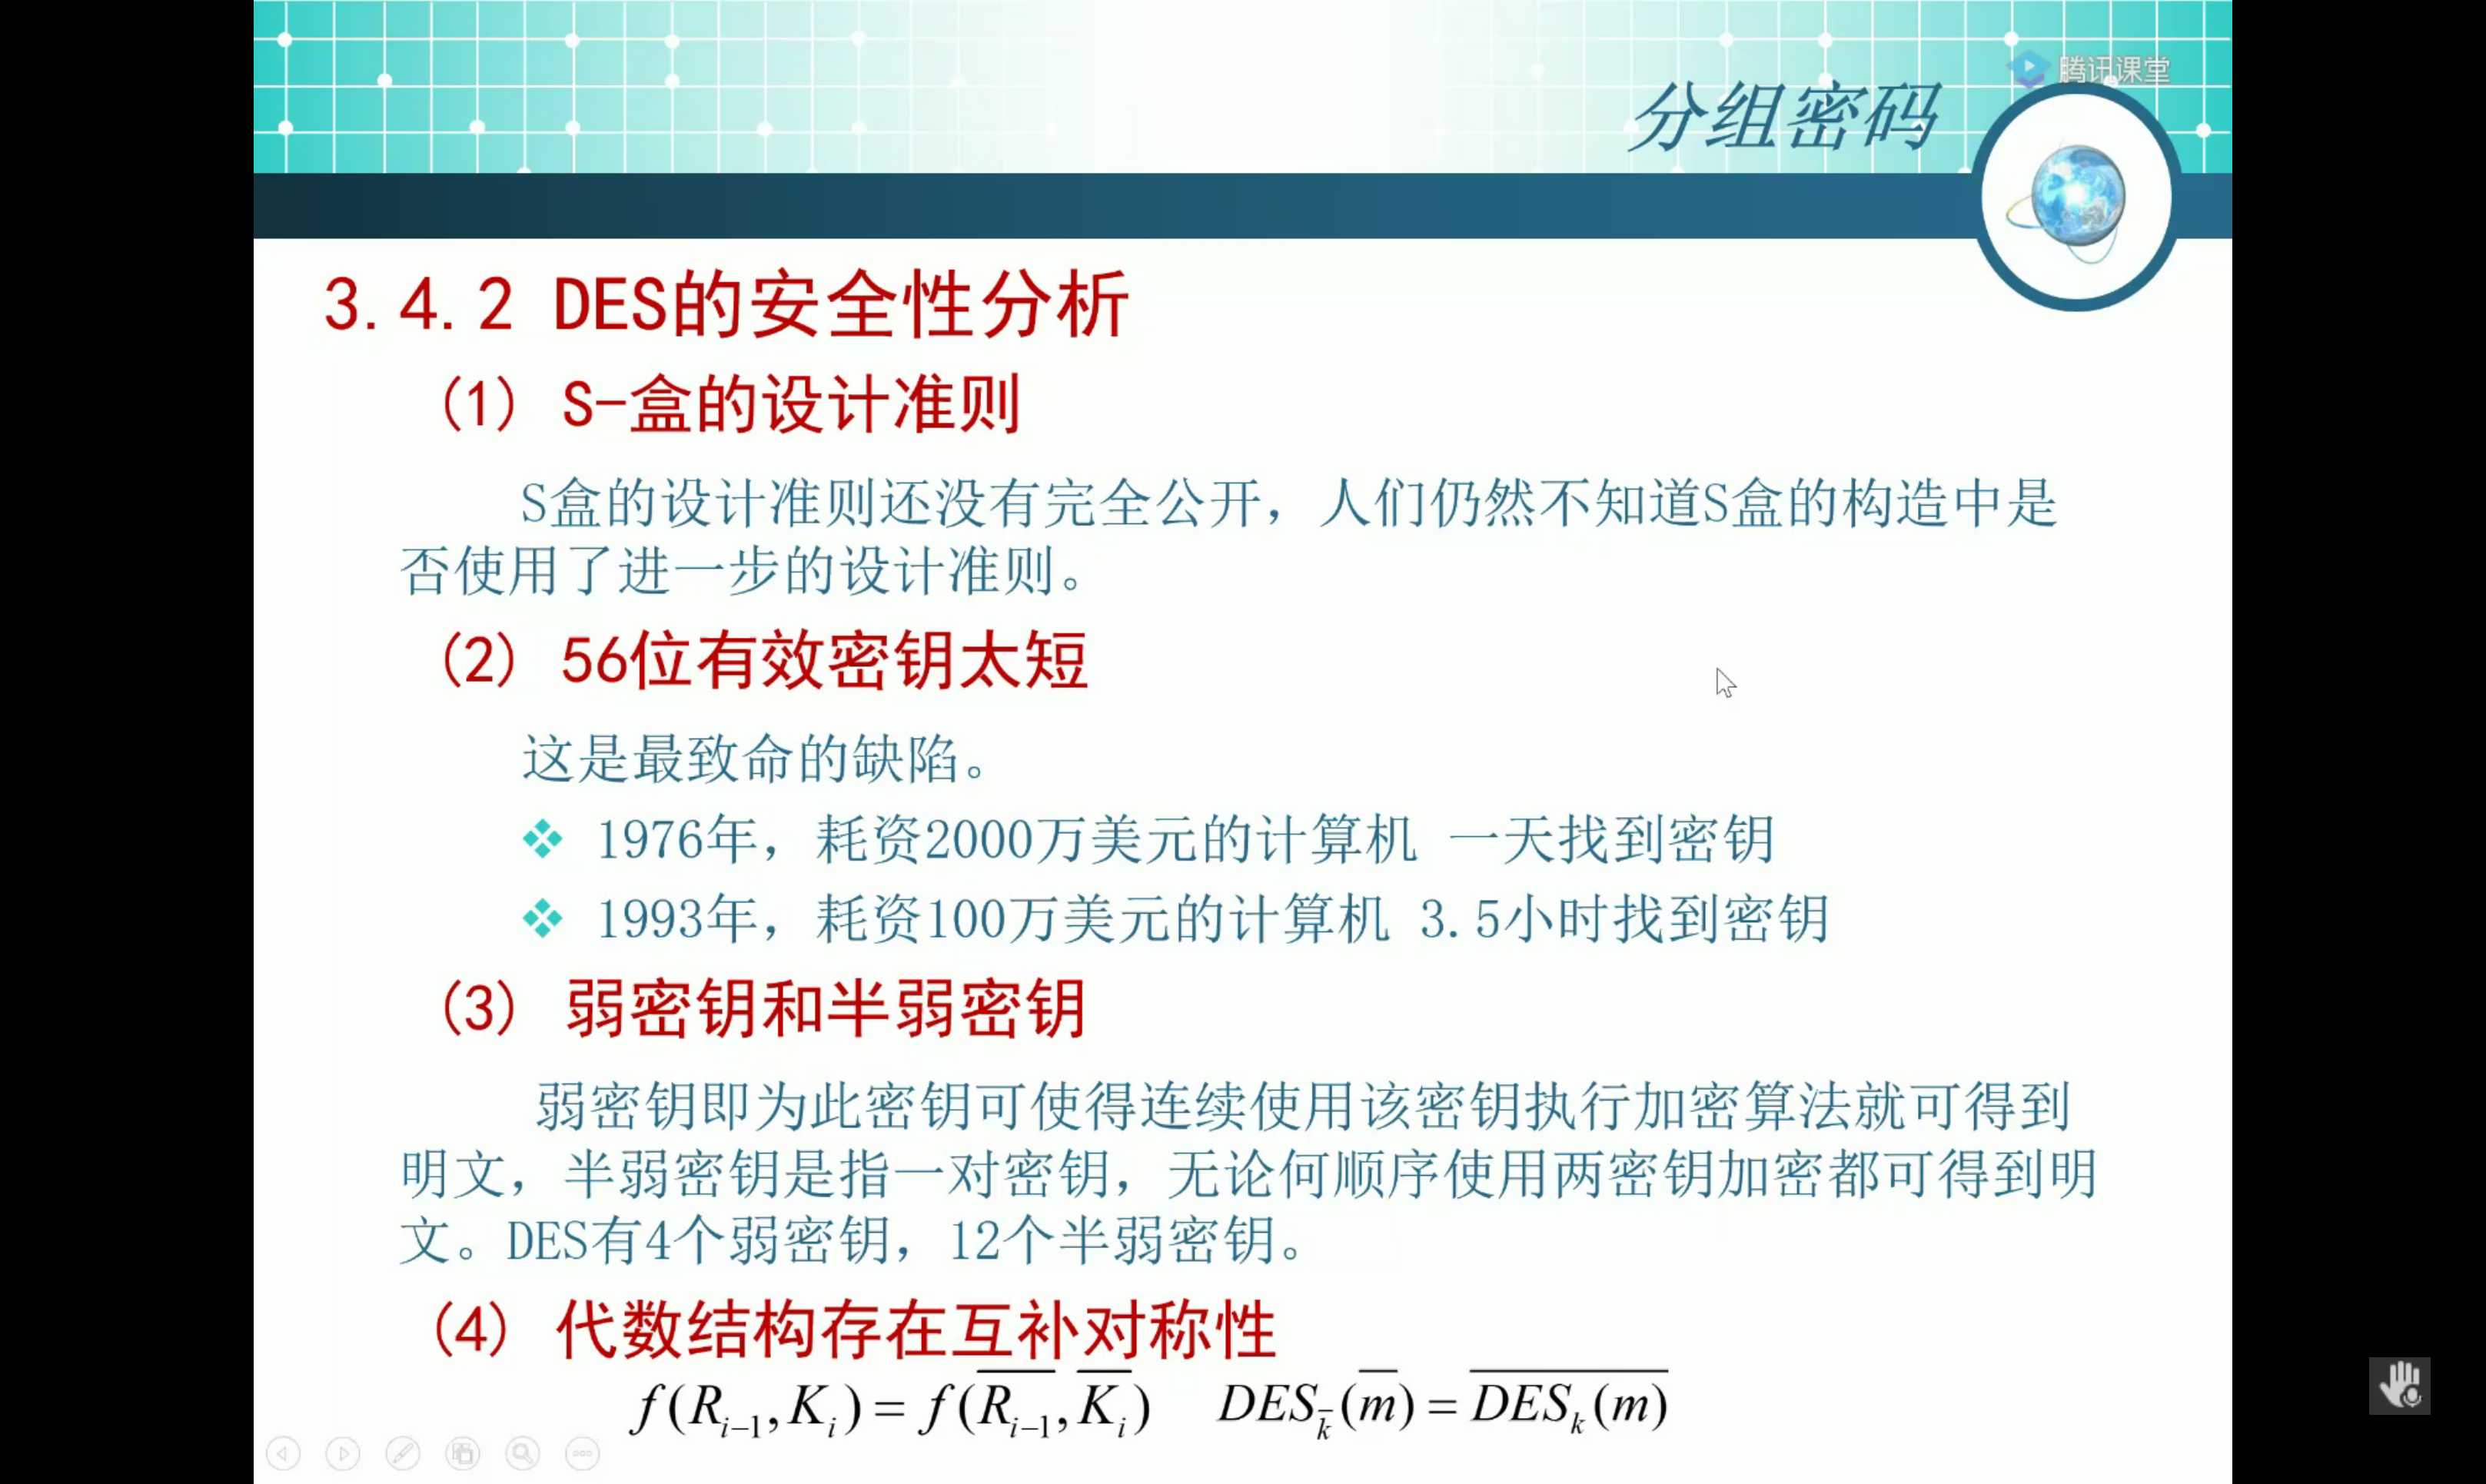 腾讯课堂
分组密码
3.4.2 DES的安全性分析
(1) S-盒的设计准则
S盒的设计准则还没有完全公开，人们仍然不知道S盒的构造中是
否使用了进一步的设计准则。
(2) 56位有效密钥太短
这是最致命的缺陷。
❖ 1976年，耗资2000万美元的计算机 一天找到密钥
❖ 1993年，耗资100万美元的计算机 3.5小时找到密钥
(3) 弱密钥和半弱密钥
弱密钥即为此密钥可使得连续使用该密钥执行加密算法就可得到
明文，半弱密钥是指一对密钥，无论何顺序使用两密钥加密都可得到明
文。DES有4个弱密钥，12个半弱密钥。
(4) 代数结构存在互补对称性
$f(R_{i-1},K_i)=f(\overline{R_{i-1}},\overline{K_i})$ $DES_{\bar{k}}(\overline{m})=\overline{DES_k(m)}$